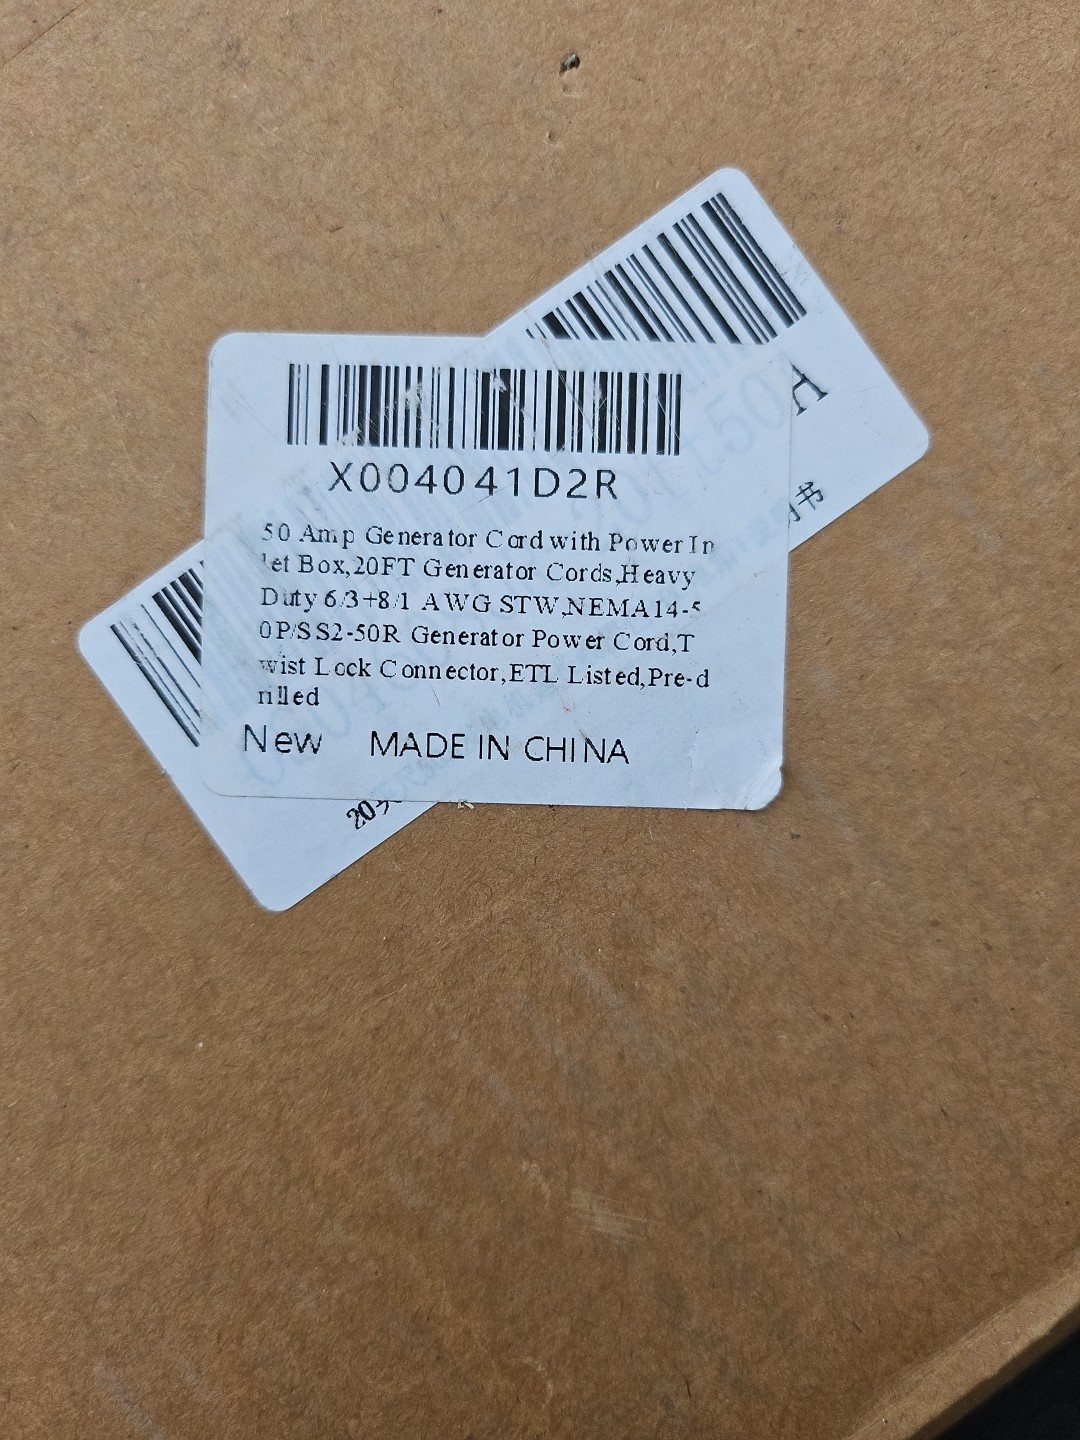 A
书
X004041D2R
50 Amp Generator Cord with Power In
let Box,20FT Generator Cords,Heavy
Duty 6/3+8/1 AWG STW,NEMA14-5
0P/SS2-50R Generator Power Cord,T
wist Lock Connector,ETL Listed,Pre-d
rilled
New MADE IN CHINA